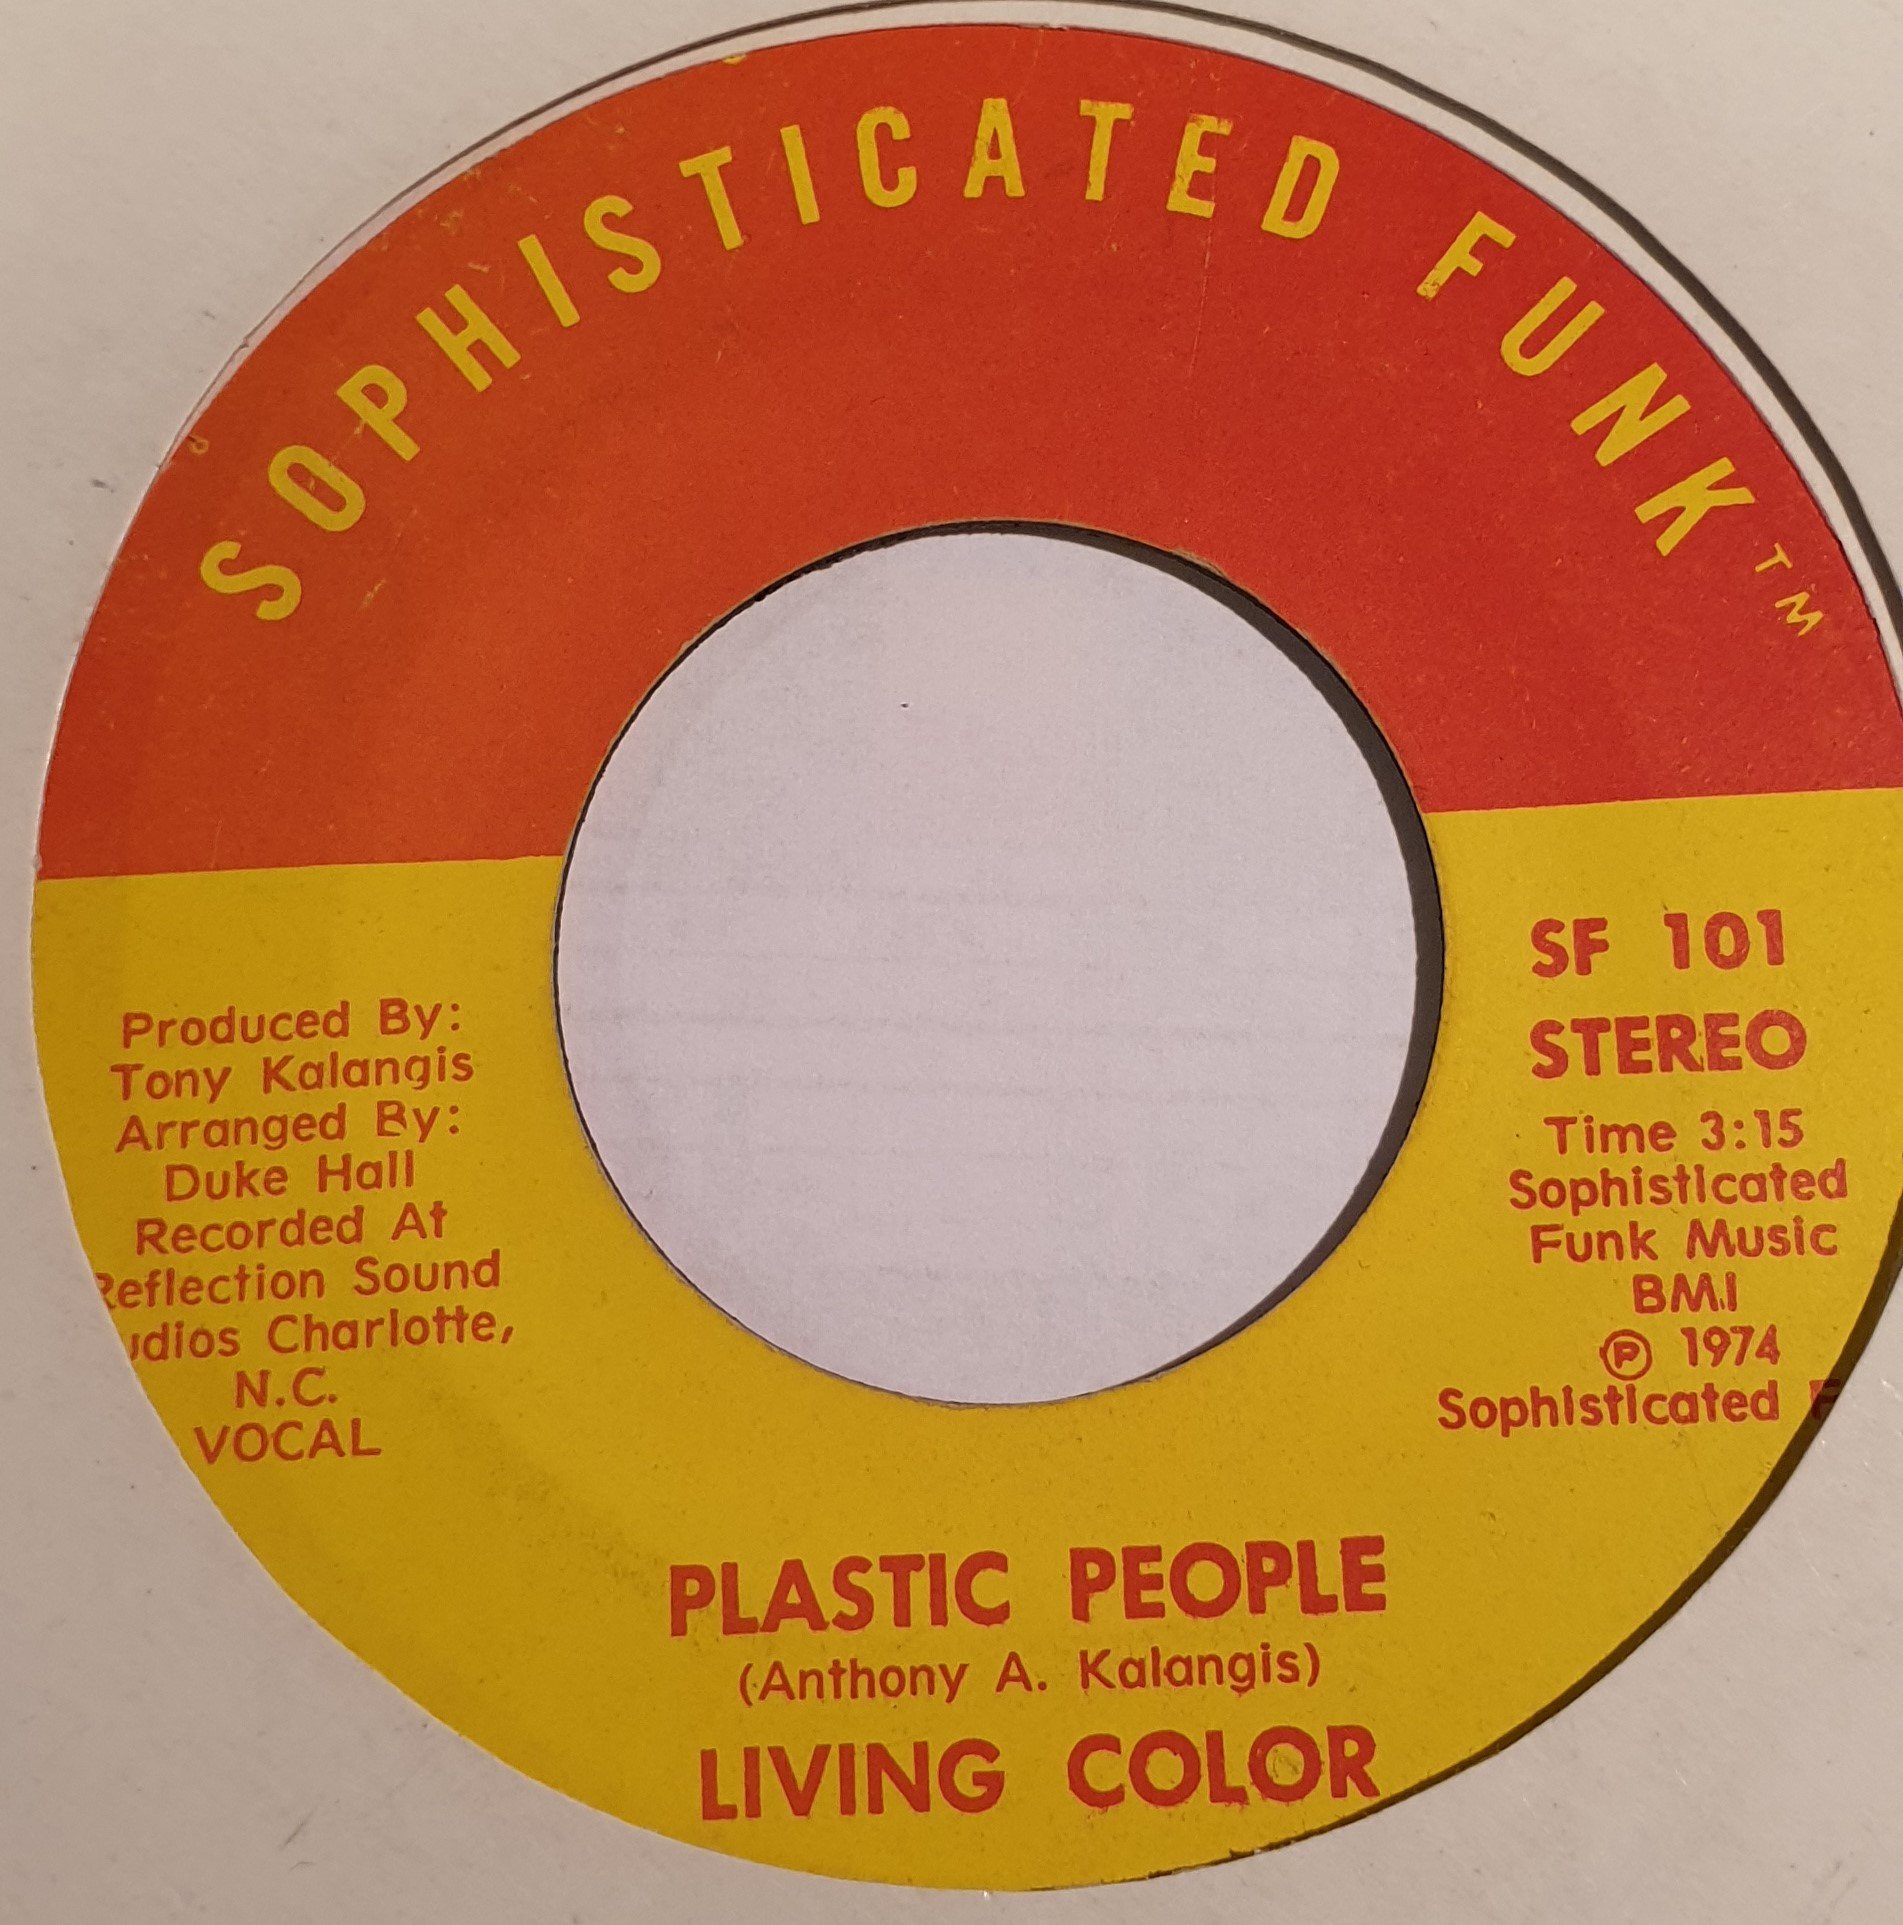 SOPHISTICATED FUNK™
Produced By:
Tony Kalangis
Arranged By:
Duke Hall
Recorded At
Reflection Sound
udios Charlotte,
N.C.
VOCAL
SF 101
STEREO
Time 3:15
Sophisticated
Funk Music
BMI
℗ 1974
Sophisticated F
PLASTIC PEOPLE
(Anthony A. Kalangis)
LIVING COLOR